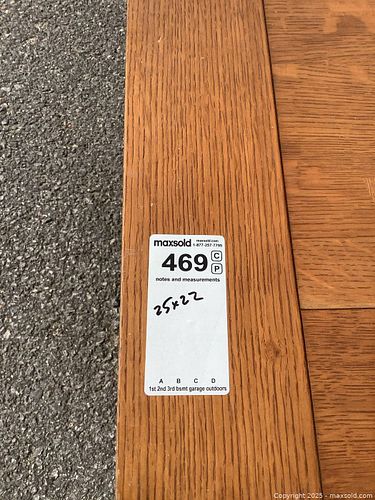 maxsold maxsold.com
1-877-257-7795
469 C
P
notes and measurements
25x22
A B C D
1st 2nd 3rd bsmt garage outdoors
Copyright 2025 - maxsold.com